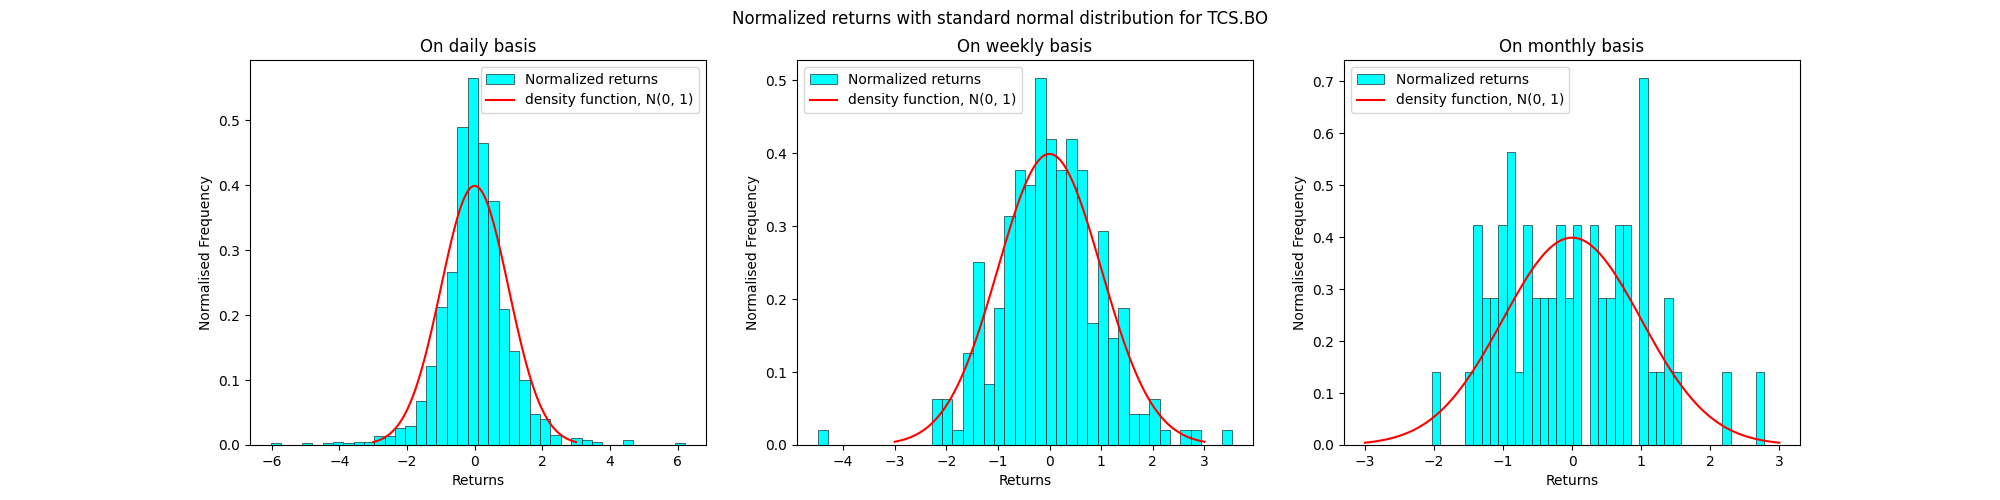 Normalized returns with standard normal distribution for TCS.BO
On daily basis
Normalized returns
density function, N(0, 1)
Normalised Frequency
0.5
0.4
0.3
0.2
0.1
0.0
−6 −4 −2 0 2 4 6
Returns
On weekly basis
Normalized returns
density function, N(0, 1)
Normalised Frequency
0.5
0.4
0.3
0.2
0.1
0.0
−4 −3 −2 −1 0 1 2 3
Returns
On monthly basis
Normalized returns
density function, N(0, 1)
Normalised Frequency
0.7
0.6
0.5
0.4
0.3
0.2
0.1
0.0
−3 −2 −1 0 1 2 3
Returns